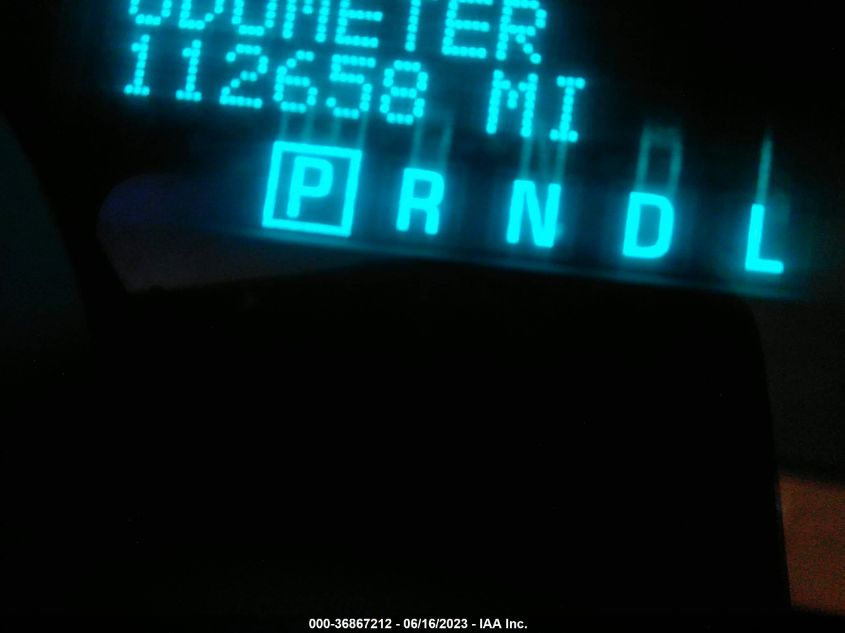 ODOMETER
112658 MI
P R N D L
000-36867212 - 06/16/2023 - IAA Inc.